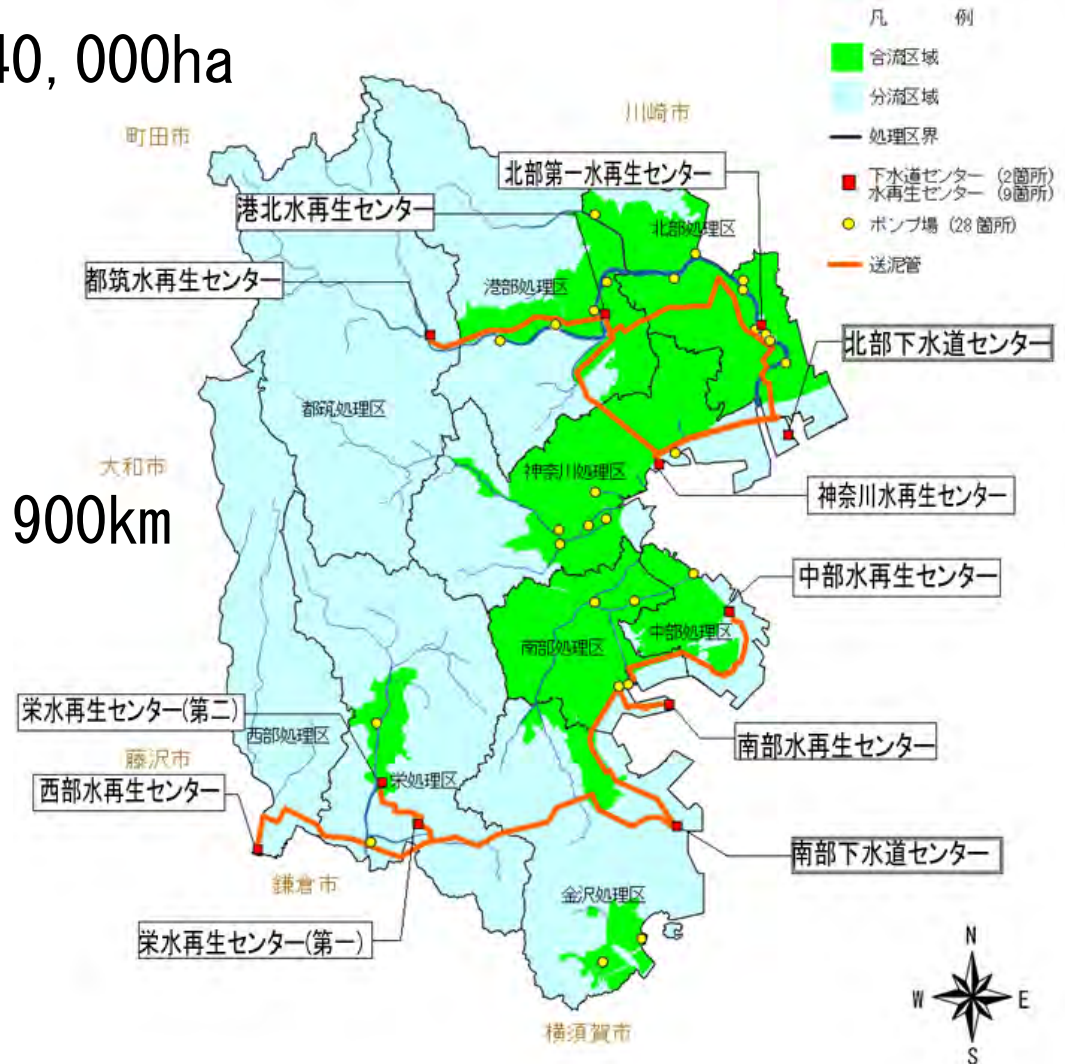 40,000ha
凡 例
合流区域
分流区域
処理区界
下水道センター (2箇所)
水再生センター (9箇所)
ポンプ場 (28箇所)
送泥管
町田市
川崎市
北部第一水再生センター
港北水再生センター
北部処理区
都筑水再生センター
港部処理区
北部下水道センター
都筑処理区
大和市
神奈川処理区
神奈川水再生センター
900km
中部水再生センター
中部処理区
南部処理区
栄水再生センター(第二)
西部処理区
南部水再生センター
藤沢市
栄処理区
西部水再生センター
南部下水道センター
鎌倉市
金沢処理区
栄水再生センター(第一)
横須賀市
N
W
E
S